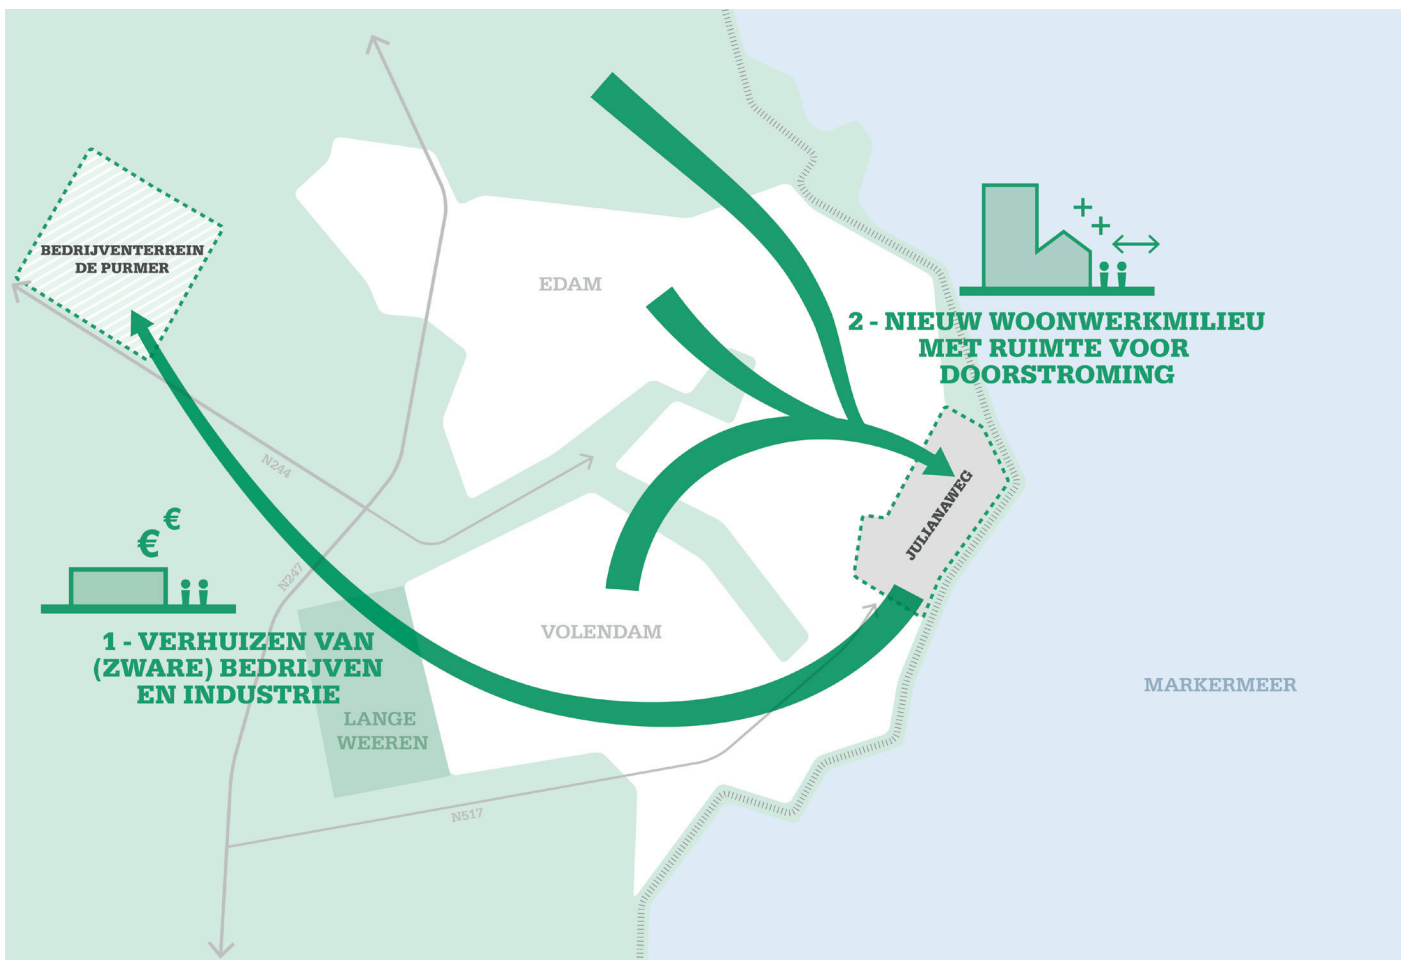 BEDRIJVENTERREIN
DE PURMER
EDAM
2 - NIEUW WOONWERKMILIEU
MET RUIMTE VOOR
DOORSTROMING
N244
JULIANAWEG
€ €
N247
1 - VERHUIZEN VAN
(ZWARE) BEDRIJVEN
EN INDUSTRIE
VOLENDAM
MARKERMEER
LANGE
WEEREN
N517